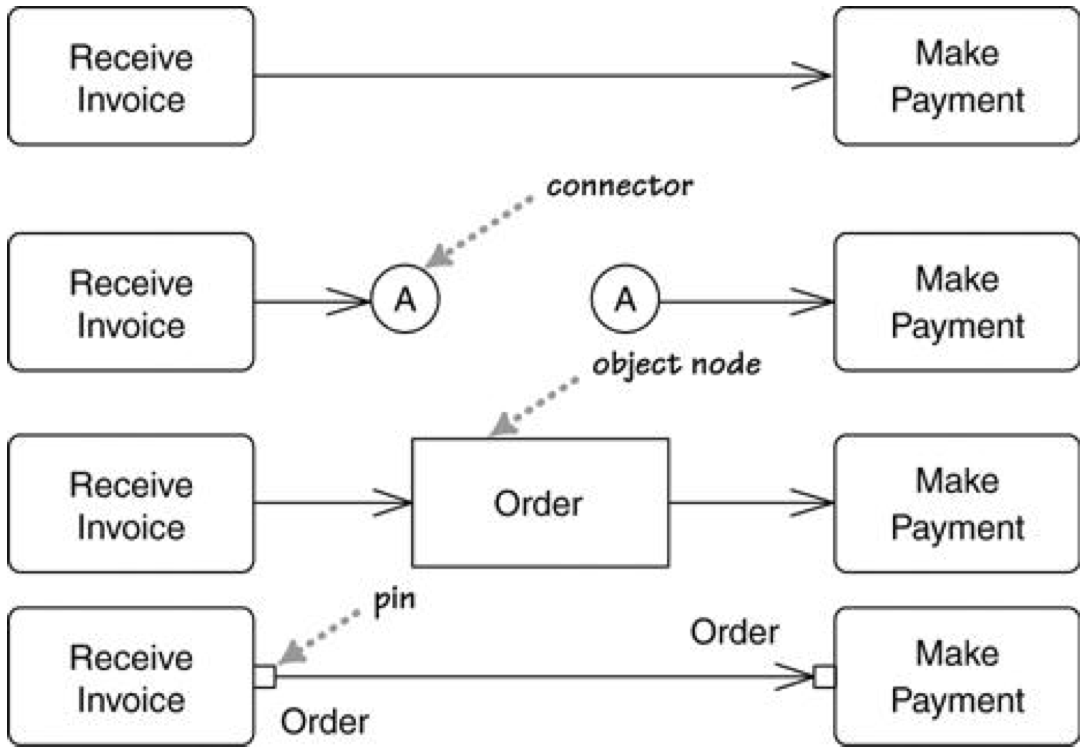 Receive
Invoice
Make
Payment
connector
Receive
Invoice
A
A
Make
Payment
object node
Receive
Invoice
Order
Make
Payment
pin
Receive
Invoice
Order
Order
Make
Payment